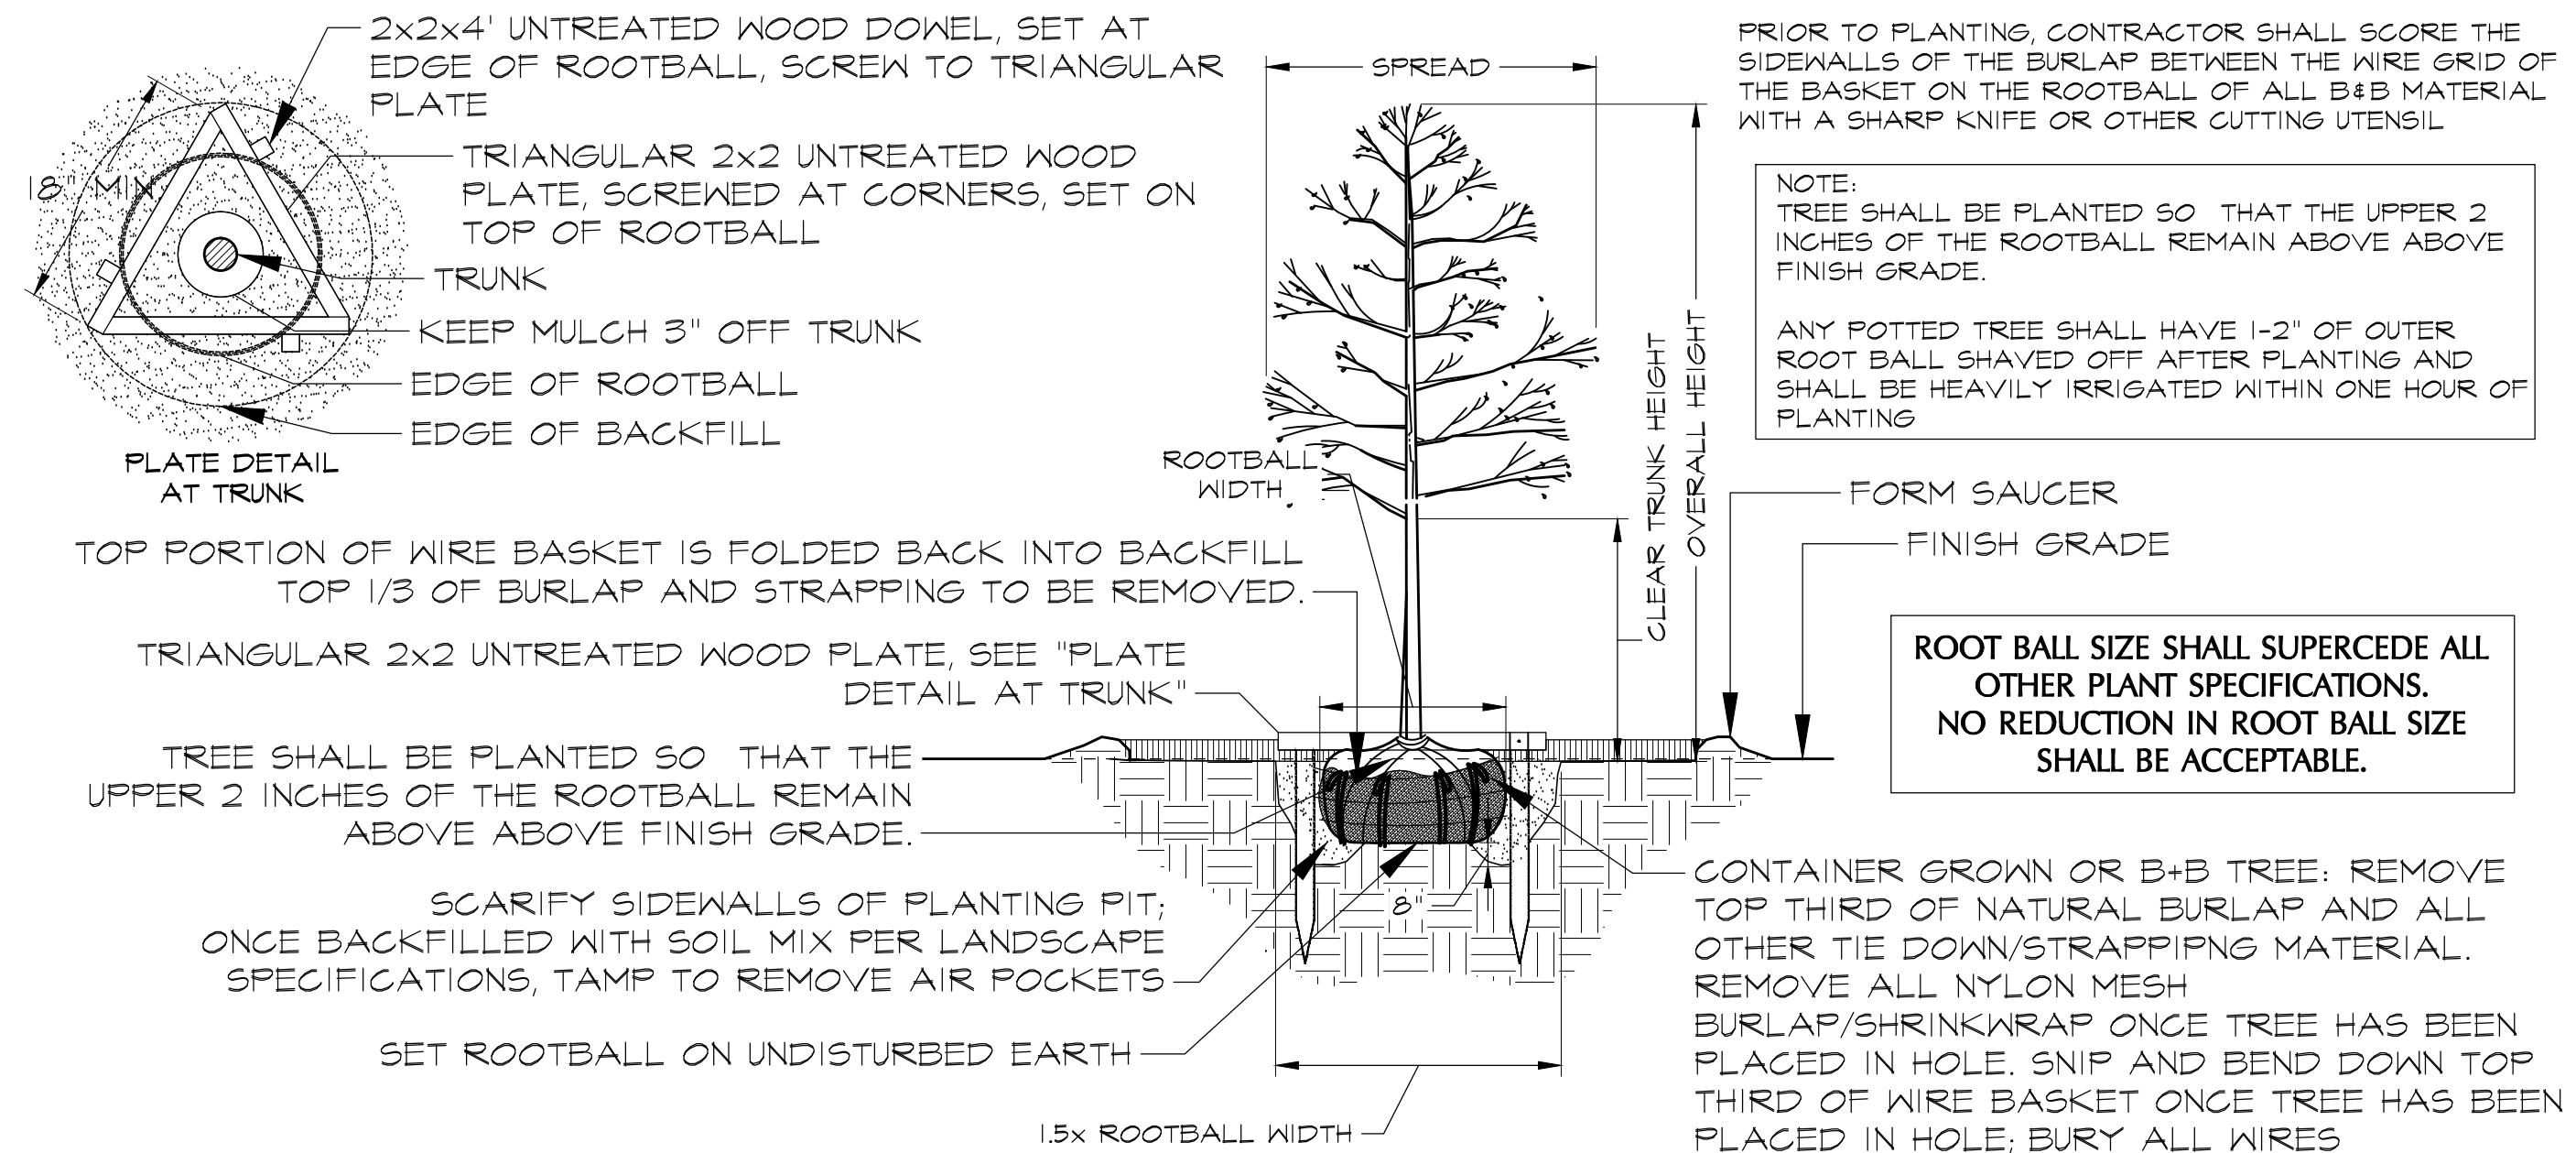 2x2x4' UNTREATED WOOD DOWEL, SET AT
EDGE OF ROOTBALL, SCREW TO TRIANGULAR
PLATE
18" MIN
TRIANGULAR 2x2 UNTREATED WOOD
PLATE, SCREWED AT CORNERS, SET ON
TOP OF ROOTBALL
TRUNK
KEEP MULCH 3" OFF TRUNK
EDGE OF ROOTBALL
EDGE OF BACKFILL
PLATE DETAIL
AT TRUNK
SPREAD
ROOTBALL
WIDTH
CLEAR TRUNK HEIGHT
OVERALL HEIGHT
PRIOR TO PLANTING, CONTRACTOR SHALL SCORE THE
SIDEWALLS OF THE BURLAP BETWEEN THE WIRE GRID OF
THE BASKET ON THE ROOTBALL OF ALL B&B MATERIAL
WITH A SHARP KNIFE OR OTHER CUTTING UTENSIL
NOTE:
TREE SHALL BE PLANTED SO THAT THE UPPER 2
INCHES OF THE ROOTBALL REMAIN ABOVE ABOVE
FINISH GRADE.
ANY POTTED TREE SHALL HAVE 1-2" OF OUTER
ROOT BALL SHAVED OFF AFTER PLANTING AND
SHALL BE HEAVILY IRRIGATED WITHIN ONE HOUR OF
PLANTING
FORM SAUCER
FINISH GRADE
ROOT BALL SIZE SHALL SUPERCEDE ALL
OTHER PLANT SPECIFICATIONS.
NO REDUCTION IN ROOT BALL SIZE
SHALL BE ACCEPTABLE.
TOP PORTION OF WIRE BASKET IS FOLDED BACK INTO BACKFILL
TOP 1/3 OF BURLAP AND STRAPPING TO BE REMOVED.
TRIANGULAR 2x2 UNTREATED WOOD PLATE, SEE "PLATE
DETAIL AT TRUNK"
TREE SHALL BE PLANTED SO THAT THE
UPPER 2 INCHES OF THE ROOTBALL REMAIN
ABOVE ABOVE FINISH GRADE.
SCARIFY SIDEWALLS OF PLANTING PIT;
ONCE BACKFILLED WITH SOIL MIX PER LANDSCAPE
SPECIFICATIONS, TAMP TO REMOVE AIR POCKETS
SET ROOTBALL ON UNDISTURBED EARTH
8"
1.5x ROOTBALL WIDTH
CONTAINER GROWN OR B+B TREE: REMOVE
TOP THIRD OF NATURAL BURLAP AND ALL
OTHER TIE DOWN/STRAPPIPNG MATERIAL.
REMOVE ALL NYLON MESH
BURLAP/SHRINKWRAP ONCE TREE HAS BEEN
PLACED IN HOLE. SNIP AND BEND DOWN TOP
THIRD OF WIRE BASKET ONCE TREE HAS BEEN
PLACED IN HOLE; BURY ALL WIRES